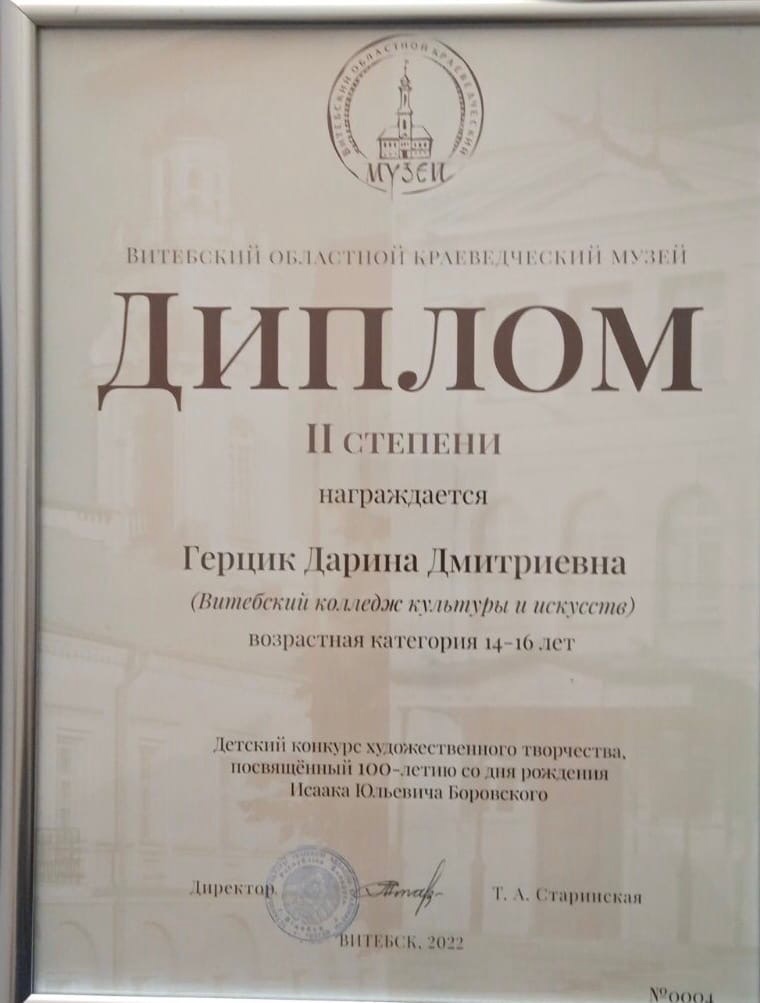 ВИТЕБСКИЙ ОБЛАСТНОЙ КРАЕВЕДЧЕСКИЙ
МУЗЕЙ
ВИТЕБСКИЙ ОБЛАСТНОЙ КРАЕВЕДЧЕСКИЙ МУЗЕЙ
ДИПЛОМ
II СТЕПЕНИ
награждается
Герцик Дарина Дмитриевна
(Витебский колледж культуры и искусств)
возрастная категория 14-16 лет
Детский конкурс художественного творчества,
посвящённый 100-летию со дня рождения
Исаака Юльевича Боровского
Директор Т. А. Старинская
ВИТЕБСК, 2022
№0004